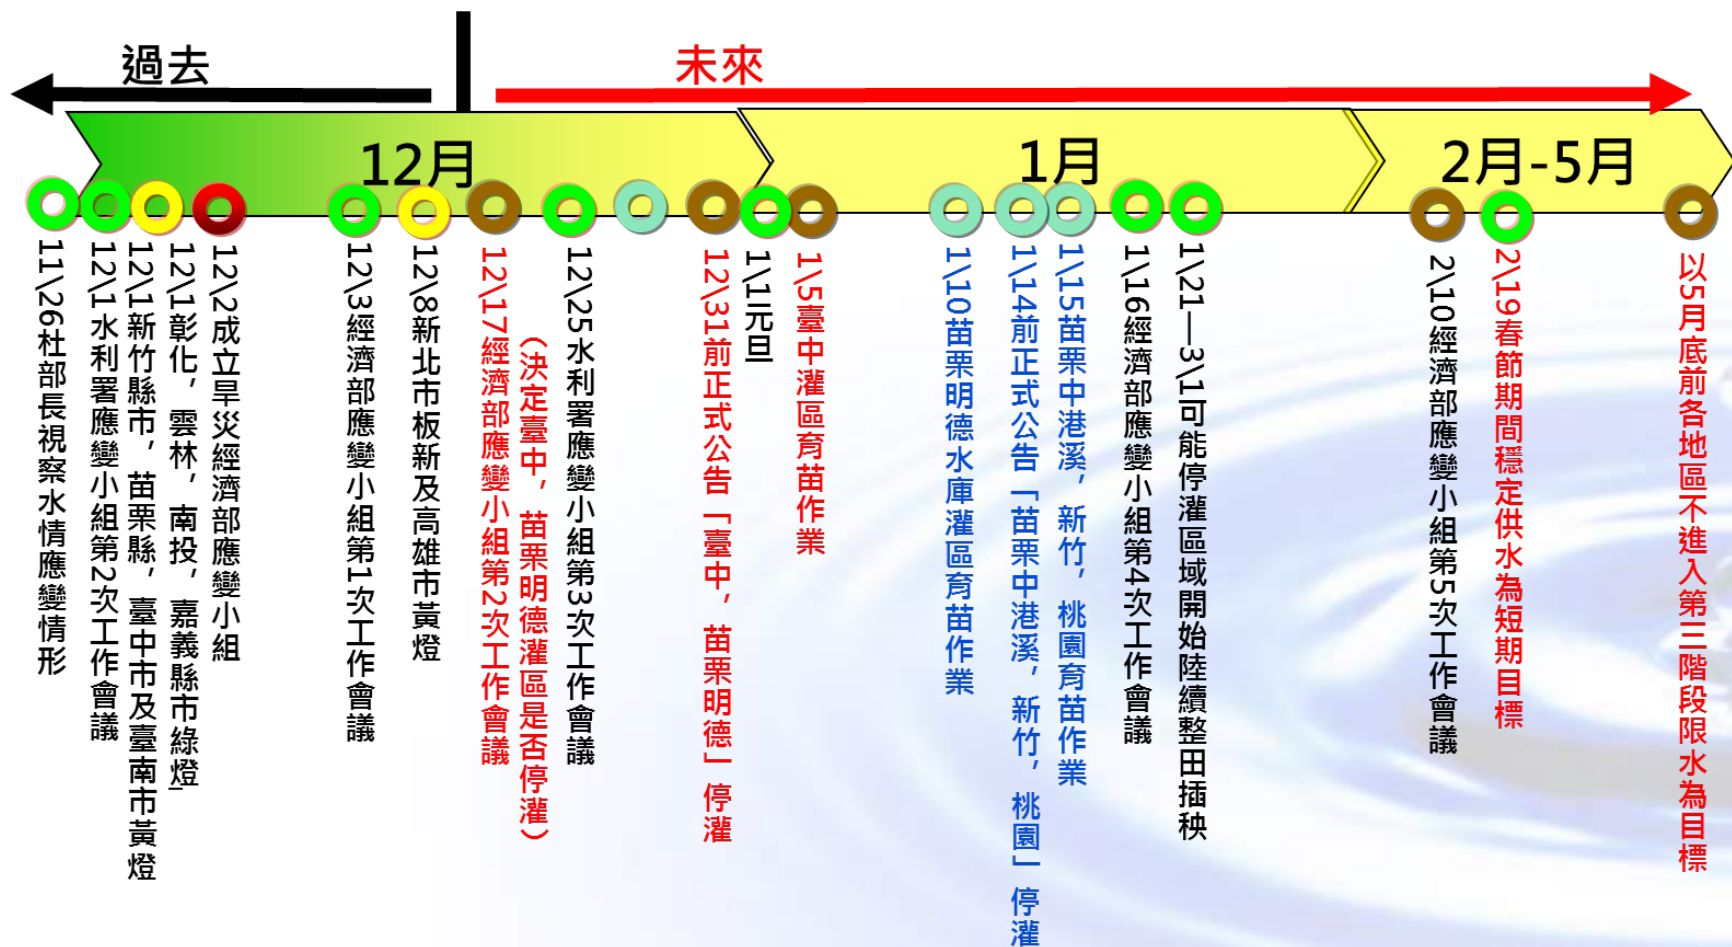 過去
未來
12月
1月
2月-5月
11\26杜部長視察水情應變情形
12\1水利署應變小組第2次工作會議
12\1新竹縣市，苗栗縣，臺中市及臺南市黃燈
12\1彰化，雲林，南投，嘉義縣市綠燈
12\2成立旱災經濟部應變小組
12\3經濟部應變小組第1次工作會議
12\8新北市板新及高雄市黃燈
12\17經濟部應變小組第2次工作會議
（決定臺中，苗栗明德灌區是否停灌）
12\25水利署應變小組第3次工作會議
12\31前正式公告「臺中，苗栗明德」停灌
1\1元旦
1\5臺中灌區育苗作業
1\10苗栗明德水庫灌區育苗作業
1\14前正式公告「苗栗中港溪，新竹，桃園」停灌
1\15苗栗中港溪，新竹，桃園育苗作業
1\16經濟部應變小組第4次工作會議
1\21—3\1可能停灌區域開始陸續整田插秧
2\10經濟部應變小組第5次工作會議
2\19春節期間穩定供水為短期目標
以5月底前各地區不進入第三階段限水為目標